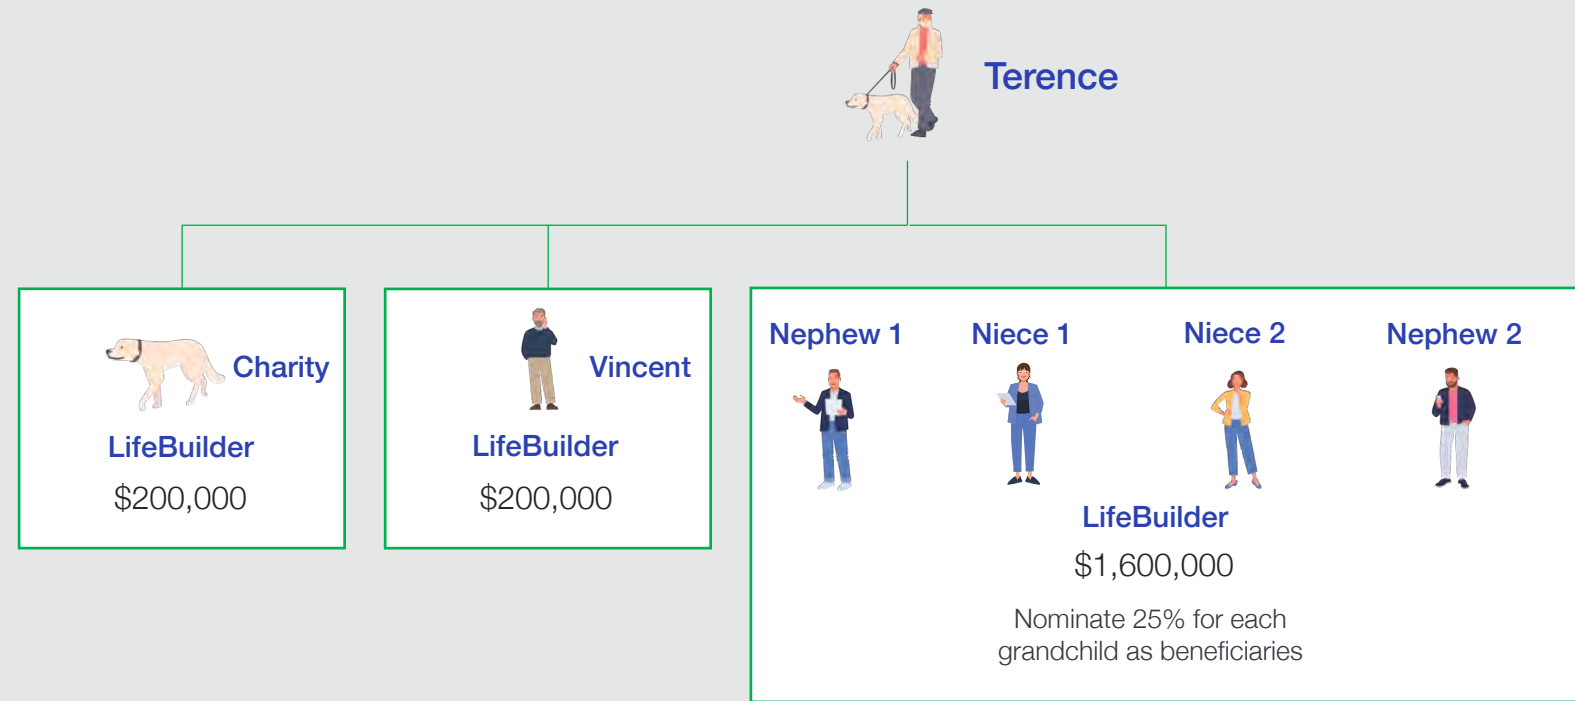 Terence
Charity
LifeBuilder
$200,000
Vincent
LifeBuilder
$200,000
Nephew 1
Niece 1
Niece 2
Nephew 2
LifeBuilder
$1,600,000
Nominate 25% for each
grandchild as beneficiaries